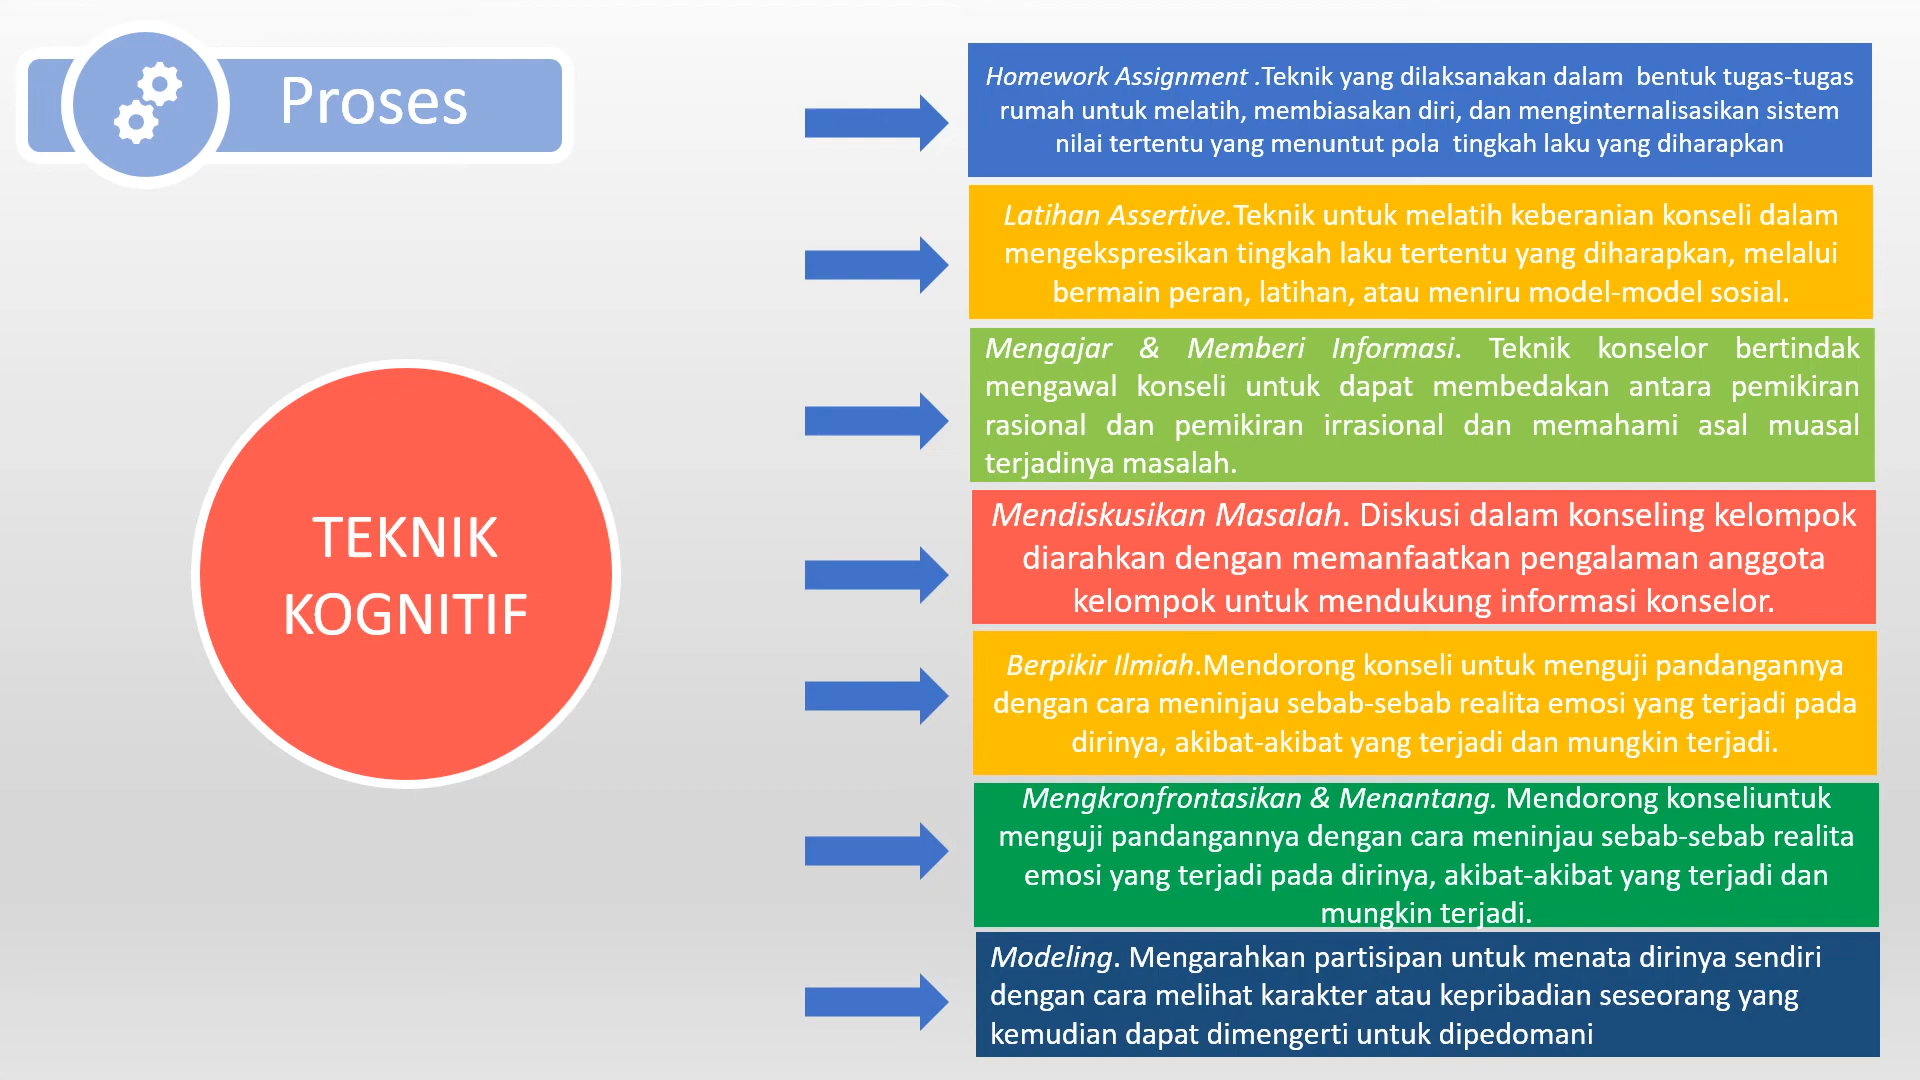 Proses
TEKNIK
KOGNITIF
Homework Assignment .Teknik yang dilaksanakan dalam bentuk tugas-tugas
rumah untuk melatih, membiasakan diri, dan menginternalisasikan sistem
nilai tertentu yang menuntut pola tingkah laku yang diharapkan
Latihan Assertive.Teknik untuk melatih keberanian konseli dalam
mengekspresikan tingkah laku tertentu yang diharapkan, melalui
bermain peran, latihan, atau meniru model-model sosial.
Mengajar & Memberi Informasi. Teknik konselor bertindak
mengawal konseli untuk dapat membedakan antara pemikiran
rasional dan pemikiran irrasional dan memahami asal muasal
terjadinya masalah.
Mendiskusikan Masalah. Diskusi dalam konseling kelompok
diarahkan dengan memanfaatkan pengalaman anggota
kelompok untuk mendukung informasi konselor.
Berpikir Ilmiah.Mendorong konseli untuk menguji pandangannya
dengan cara meninjau sebab-sebab realita emosi yang terjadi pada
dirinya, akibat-akibat yang terjadi dan mungkin terjadi.
Mengkronfrontasikan & Menantang. Mendorong konseliuntuk
menguji pandangannya dengan cara meninjau sebab-sebab realita
emosi yang terjadi pada dirinya, akibat-akibat yang terjadi dan
mungkin terjadi.
Modeling. Mengarahkan partisipan untuk menata dirinya sendiri
dengan cara melihat karakter atau kepribadian seseorang yang
kemudian dapat dimengerti untuk dipedomani